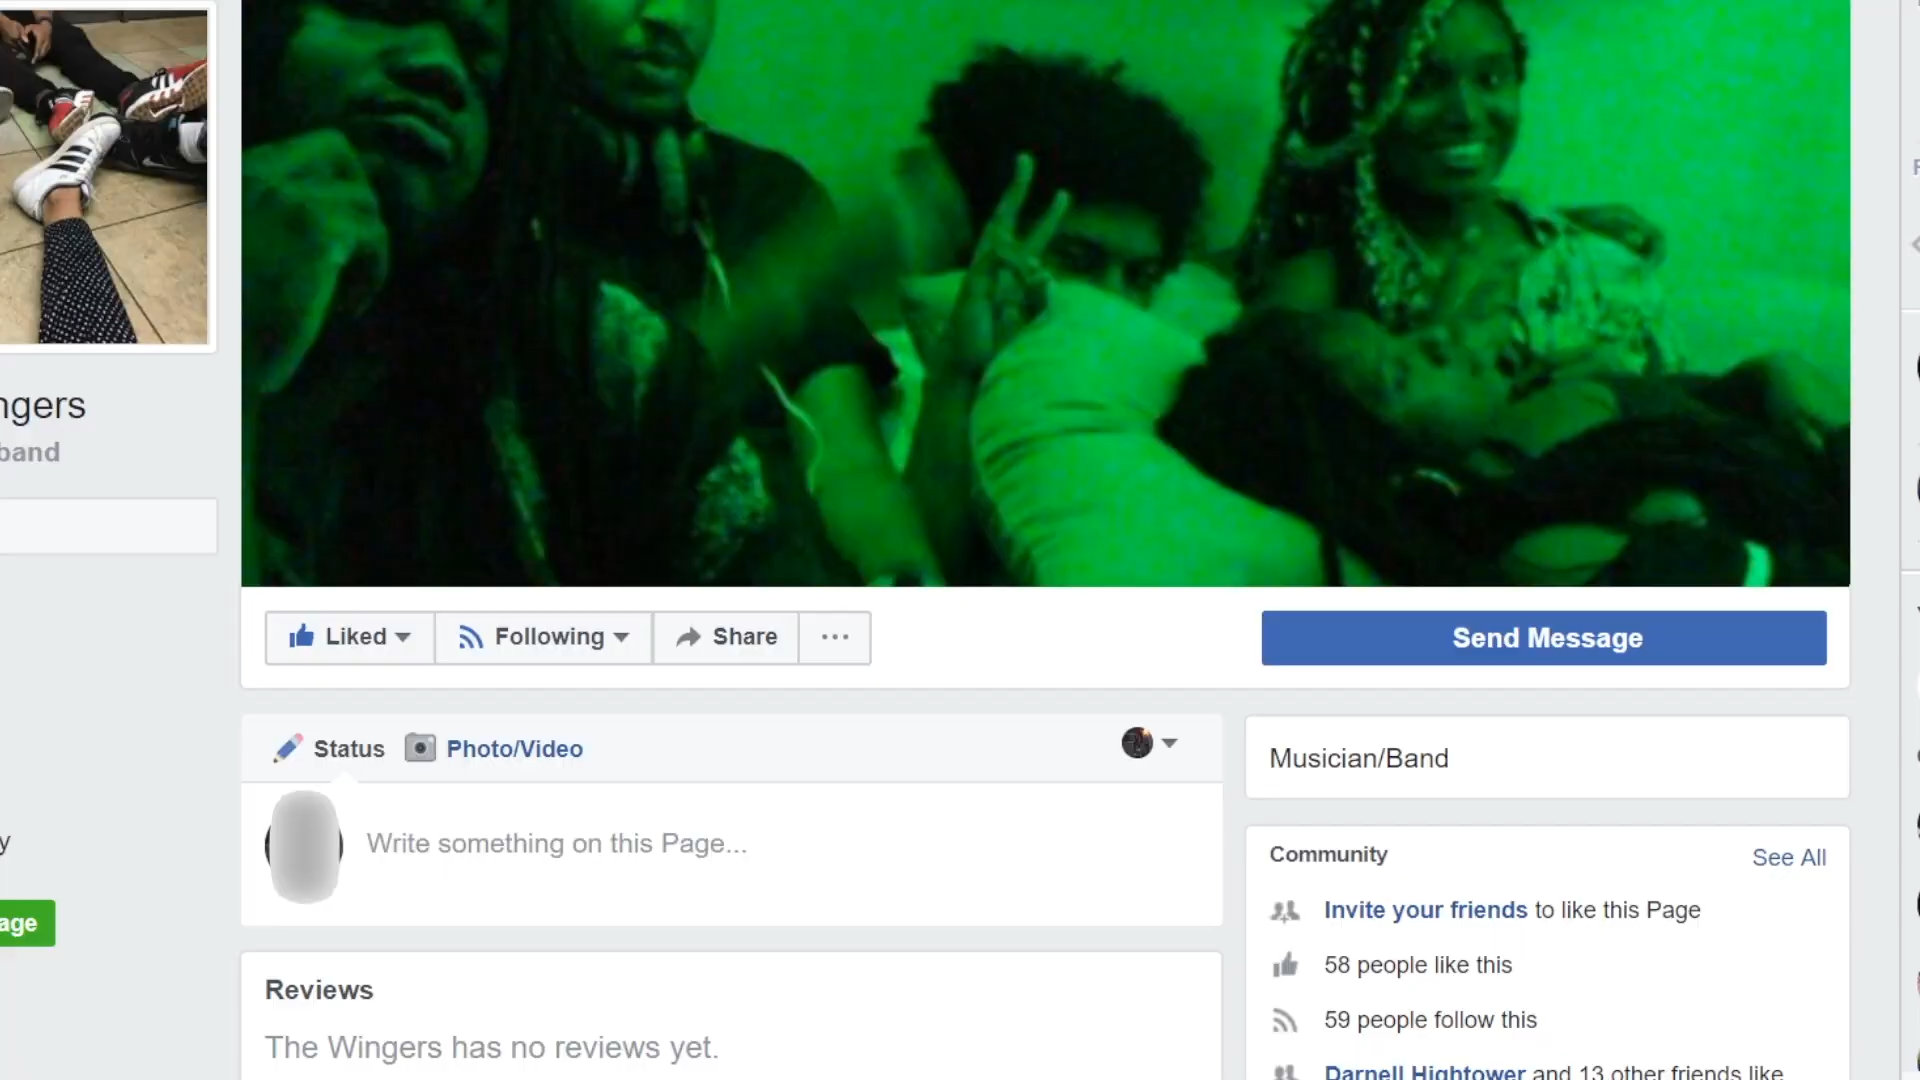 ngers
band
y
age
Liked
Following
Share
Send Message
Status
Photo/Video
Write something on this Page...
Reviews
The Wingers has no reviews yet.
Musician/Band
Community
See All
Invite your friends to like this Page
58 people like this
59 people follow this
Darnell Hightower and 13 other friends like